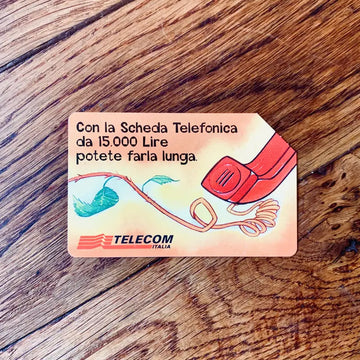 Con la Scheda Telefonica
da 15.000 Lire
potete farla lunga.
TELECOM
ITALIA